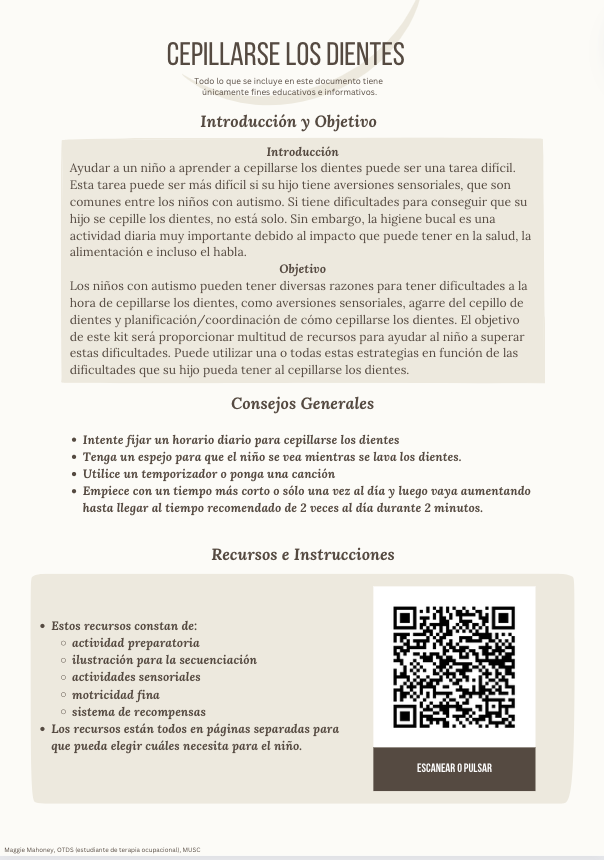 CEPILLARSE LOS DIENTES
Todo lo que se incluye en este documento tiene
únicamente fines educativos e informativos.
Introducción y Objetivo
Introducción
Ayudar a un niño a aprender a cepillarse los dientes puede ser una tarea difícil.
Esta tarea puede ser más difícil si su hijo tiene aversiones sensoriales, que son
comunes entre los niños con autismo. Si tiene dificultades para conseguir que su
hijo se cepille los dientes, no está solo. Sin embargo, la higiene bucal es una
actividad diaria muy importante debido al impacto que puede tener en la salud, la
alimentación e incluso el habla.
Objetivo
Los niños con autismo pueden tener diversas razones para tener dificultades a la
hora de cepillarse los dientes, como aversiones sensoriales, agarre del cepillo de
dientes y planificación/coordinación de cómo cepillarse los dientes. El objetivo
de este kit será proporcionar multitud de recursos para ayudar al niño a superar
estas dificultades. Puede utilizar una o todas estas estrategias en función de las
dificultades que su hijo pueda tener al cepillarse los dientes.
Consejos Generales
• Intente fijar un horario diario para cepillarse los dientes
• Tenga un espejo para que el niño se vea mientras se lava los dientes.
• Utilice un temporizador o ponga una canción
• Empiece con un tiempo más corto o sólo una vez al día y luego vaya aumentando
hasta llegar al tiempo recomendado de 2 veces al día durante 2 minutos.
Recursos e Instrucciones
• Estos recursos constan de:
○ actividad preparatoria
○ ilustración para la secuenciación
○ actividades sensoriales
○ motricidad fina
○ sistema de recompensas
• Los recursos están todos en páginas separadas para
que pueda elegir cuáles necesita para el niño.
ESCANEAR O PULSAR
Maggie Mahoney, OTDS (estudiante de terapia ocupacional), MUSC